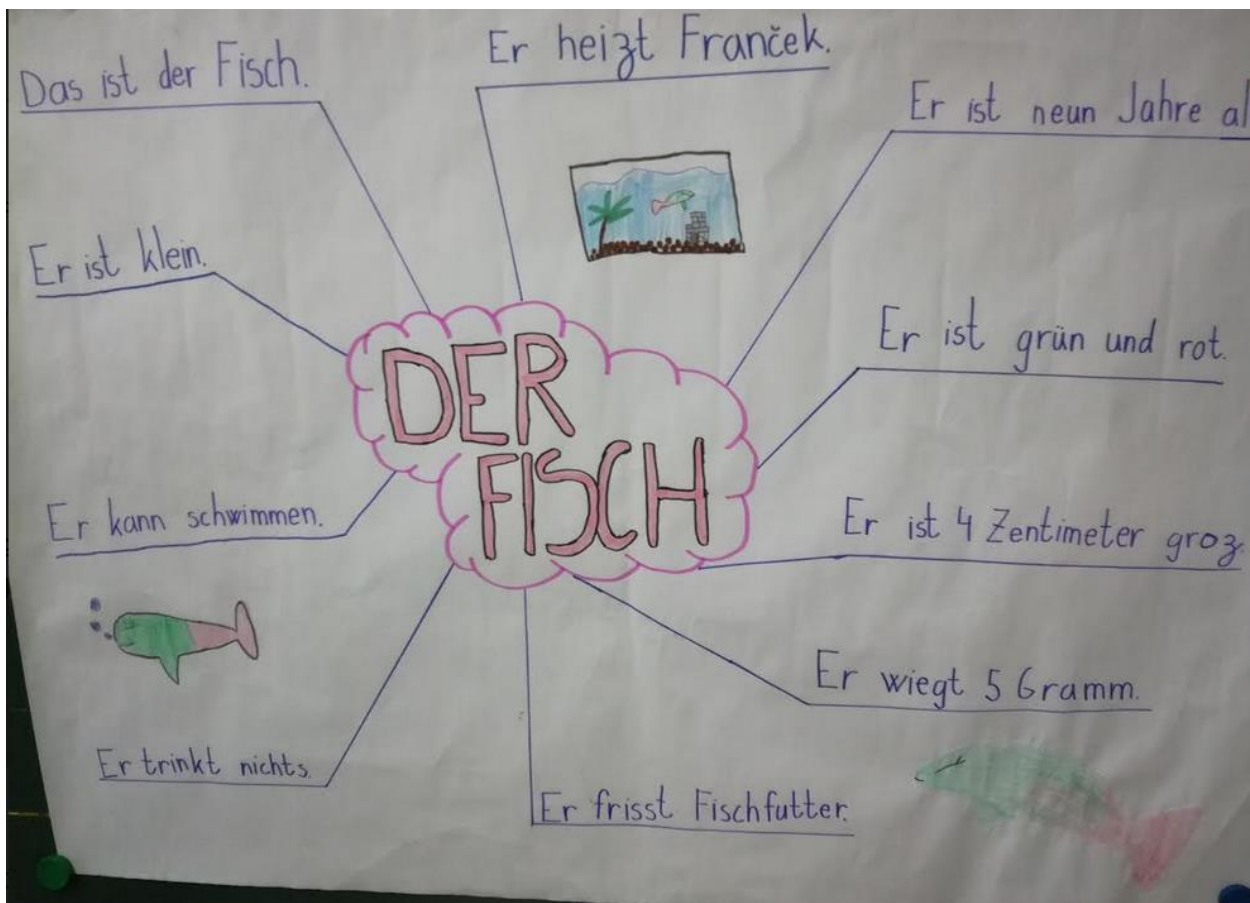 Das ist der Fisch.
Er heizt Franček.
Er ist neun Jahre al
Er ist klein.
Er ist grün und rot.
DER
FISCH
Er kann schwimmen.
Er ist 4 Zentimeter groz.
Er wiegt 5 Gramm.
Er trinkt nichts.
Er frisst Fischfutter.